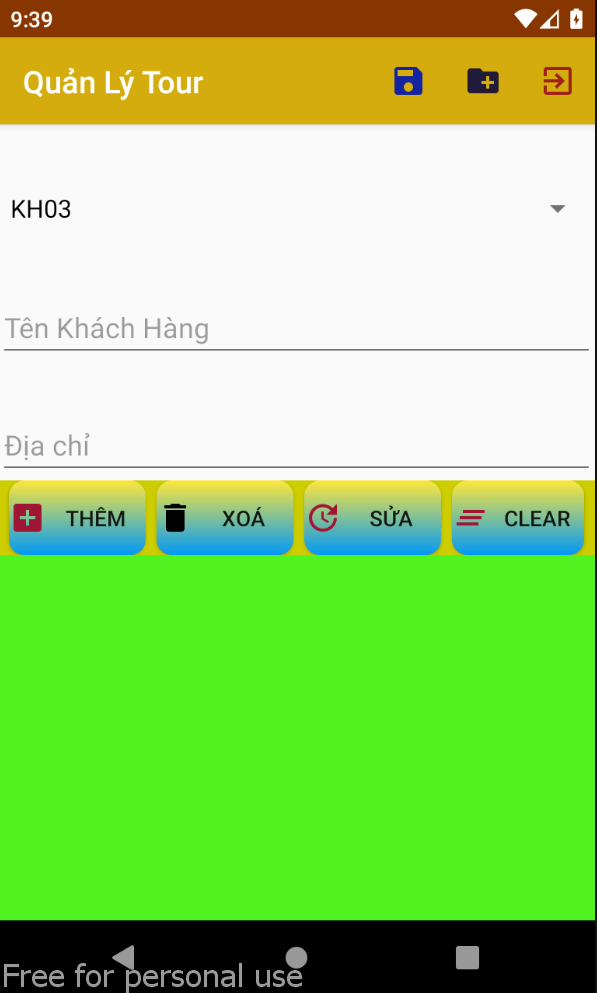 9:39
Quản Lý Tour
KH03
Tên Khách Hàng
Địa chỉ
THÊM XOÁ SỬA CLEAR
Free for personal use